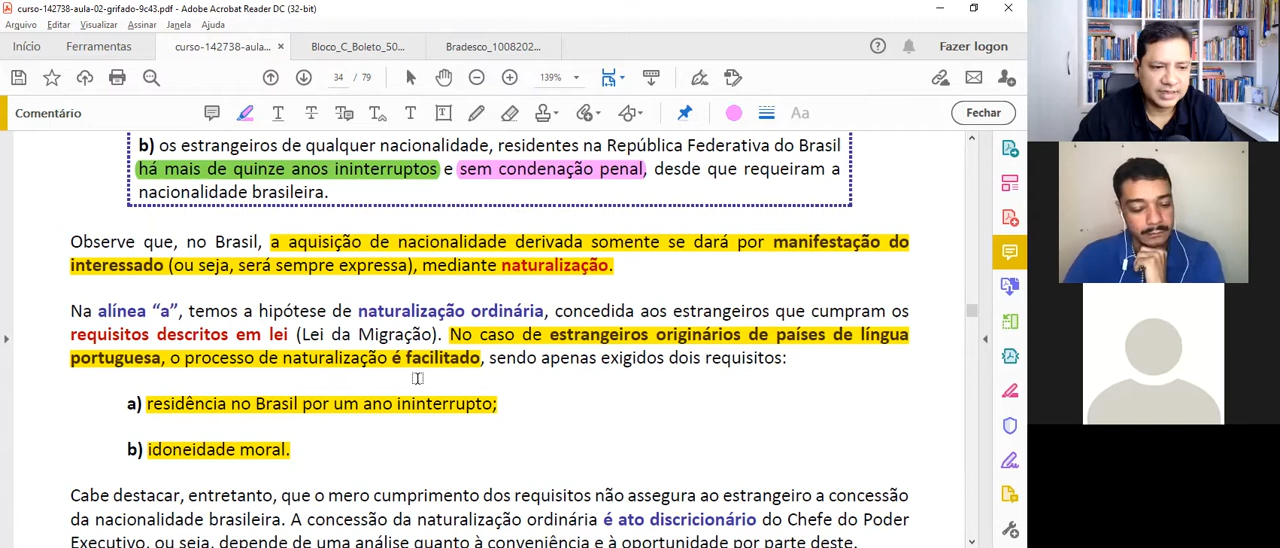 curso-142738-aula-02-grifado-9c43.pdf - Adobe Acrobat Reader DC (32-bit)
Arquivo Editar Visualizar Assinar Janela Ajuda
Início Ferramentas curso-142738-aula... × Bloco_C_Boleto_50... Bradesco_1008202... Fazer logon
34 / 79 139%
Comentário Aa Fechar
b) os estrangeiros de qualquer nacionalidade, residentes na República Federativa do Brasil
há mais de quinze anos ininterruptos e sem condenação penal, desde que requeiram a
nacionalidade brasileira.
Observe que, no Brasil, a aquisição de nacionalidade derivada somente se dará por manifestação do
interessado (ou seja, será sempre expressa), mediante naturalização.
Na alínea “a”, temos a hipótese de naturalização ordinária, concedida aos estrangeiros que cumpram os
requisitos descritos em lei (Lei da Migração). No caso de estrangeiros originários de países de língua
portuguesa, o processo de naturalização é facilitado, sendo apenas exigidos dois requisitos:
a) residência no Brasil por um ano ininterrupto;
b) idoneidade moral.
Cabe destacar, entretanto, que o mero cumprimento dos requisitos não assegura ao estrangeiro a concessão
da nacionalidade brasileira. A concessão da naturalização ordinária é ato discricionário do Chefe do Poder
Executivo, ou seja, depende de uma análise quanto à conveniência e à oportunidade por parte deste.